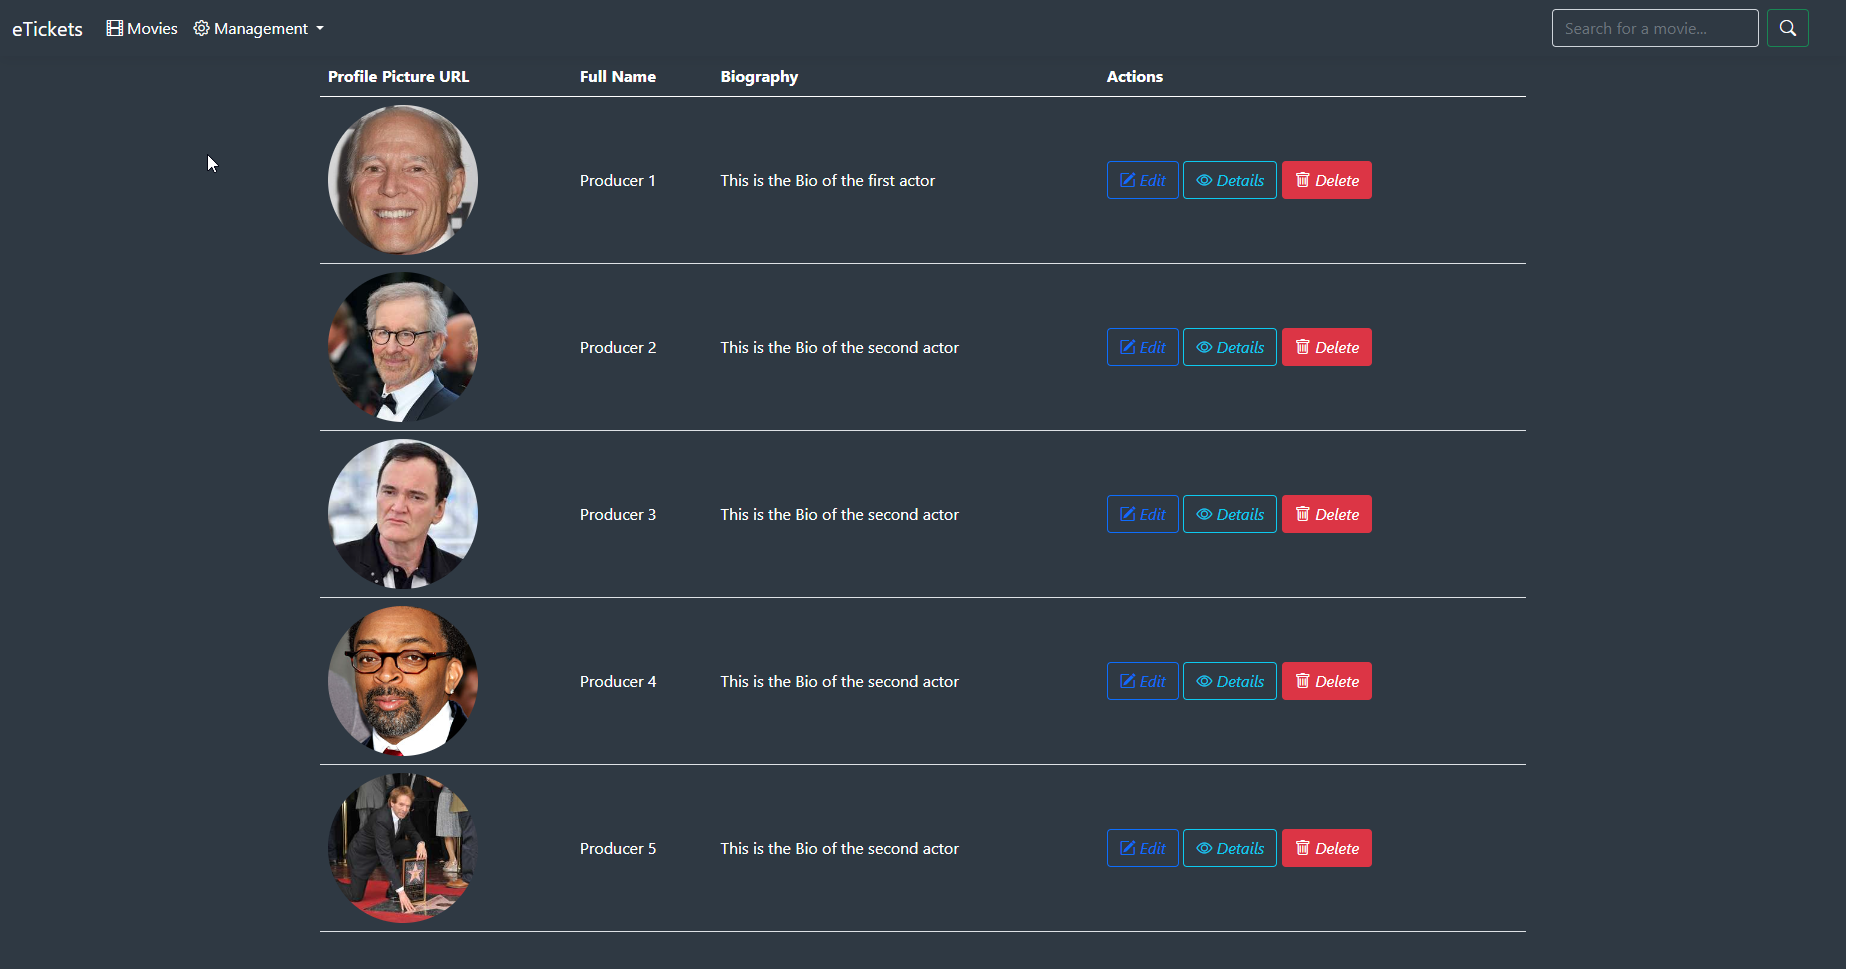 eTickets Movies Management Search for a movie...
Profile Picture URL Full Name Biography Actions
Producer 1 This is the Bio of the first actor Edit Details Delete
Producer 2 This is the Bio of the second actor Edit Details Delete
Producer 3 This is the Bio of the second actor Edit Details Delete
Producer 4 This is the Bio of the second actor Edit Details Delete
Producer 5 This is the Bio of the second actor Edit Details Delete